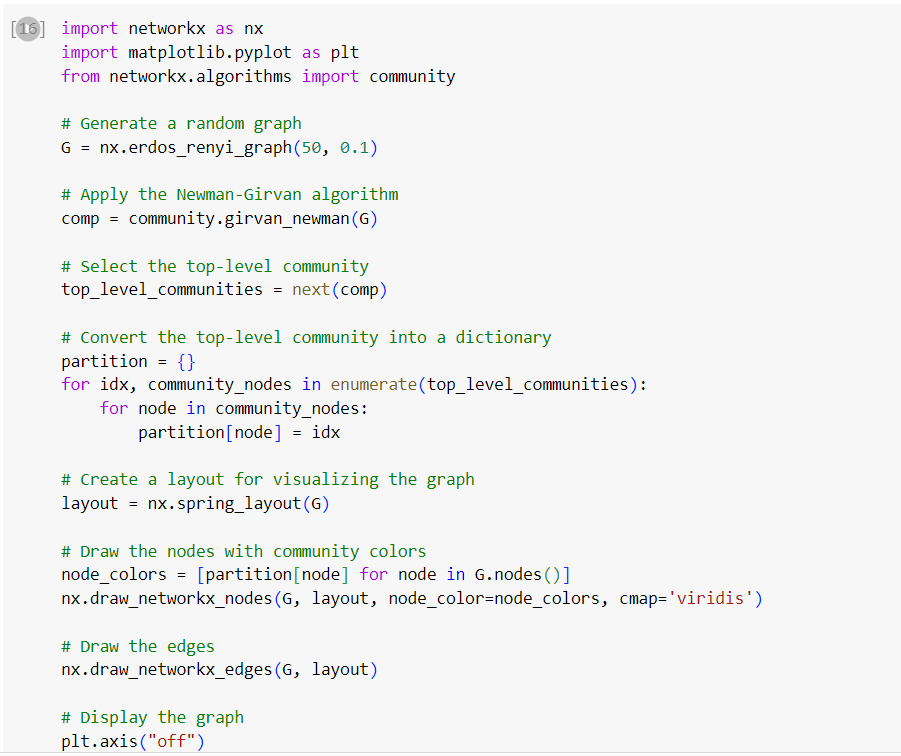 [16] import networkx as nx
import matplotlib.pyplot as plt
from networkx.algorithms import community
# Generate a random graph
G = nx.erdos_renyi_graph(50, 0.1)
# Apply the Newman-Girvan algorithm
comp = community.girvan_newman(G)
# Select the top-level community
top_level_communities = next(comp)
# Convert the top-level community into a dictionary
partition = {}
for idx, community_nodes in enumerate(top_level_communities):
    for node in community_nodes:
        partition[node] = idx
# Create a layout for visualizing the graph
layout = nx.spring_layout(G)
# Draw the nodes with community colors
node_colors = [partition[node] for node in G.nodes()]
nx.draw_networkx_nodes(G, layout, node_color=node_colors, cmap='viridis')
# Draw the edges
nx.draw_networkx_edges(G, layout)
# Display the graph
plt.axis("off")